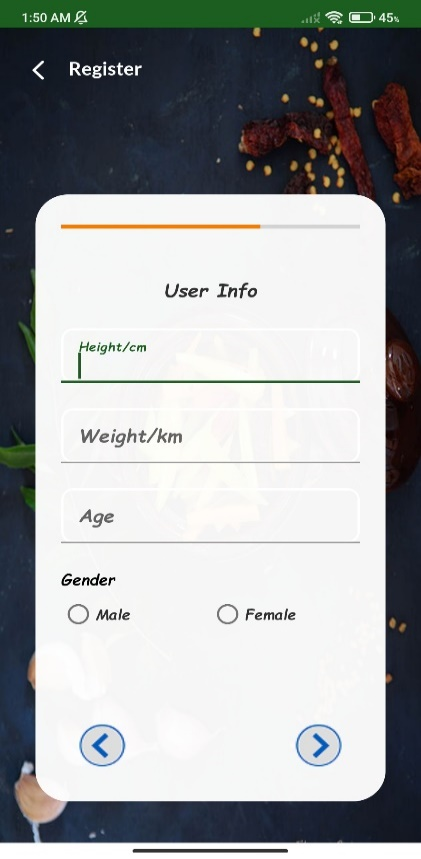 1:50 AM 45%
Register
User Info
Height/cm
Weight/km
Age
Gender
Male Female